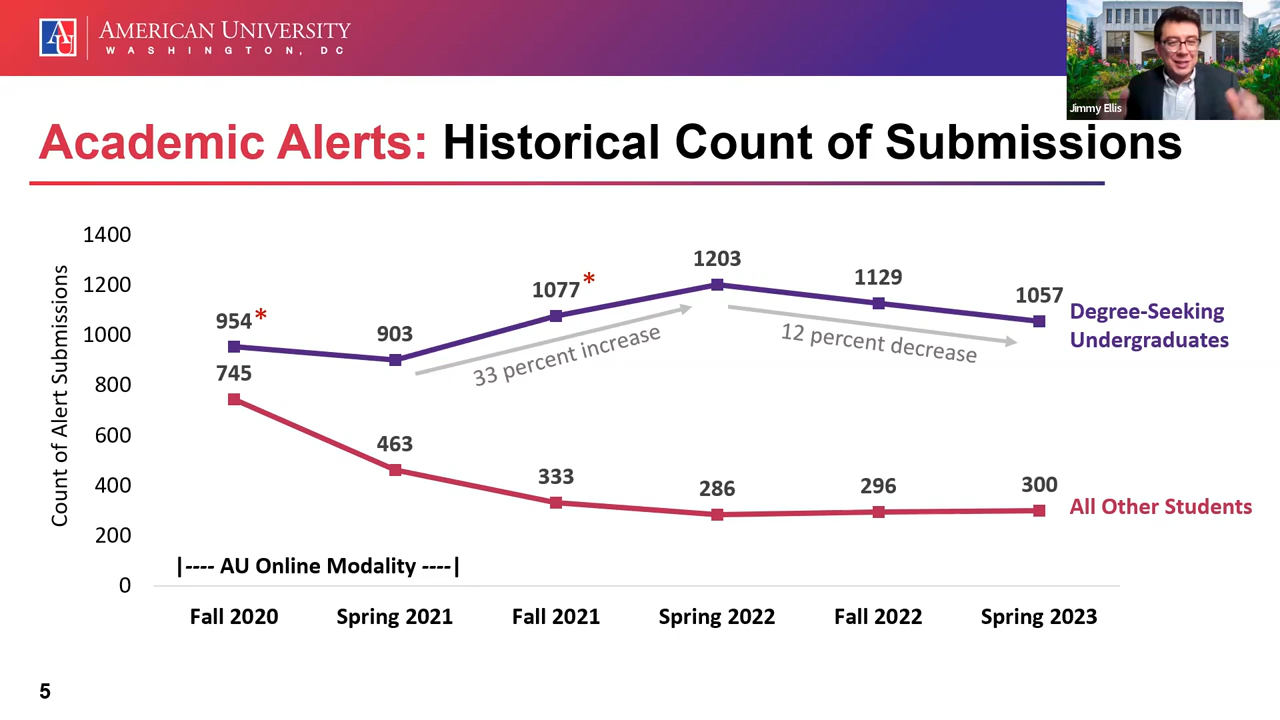 AU
AMERICAN UNIVERSITY
WASHINGTON, DC
Jimmy Ellis
Academic Alerts: Historical Count of Submissions
Count of Alert Submissions
1400
1200
1000
800
600
400
200
0
954*
903
1077*
1203
1129
1057
Degree-Seeking
Undergraduates
33 percent increase
12 percent decrease
745
463
333
286
296
300
All Other Students
|---- AU Online Modality ----|
Fall 2020 Spring 2021 Fall 2021 Spring 2022 Fall 2022 Spring 2023
5